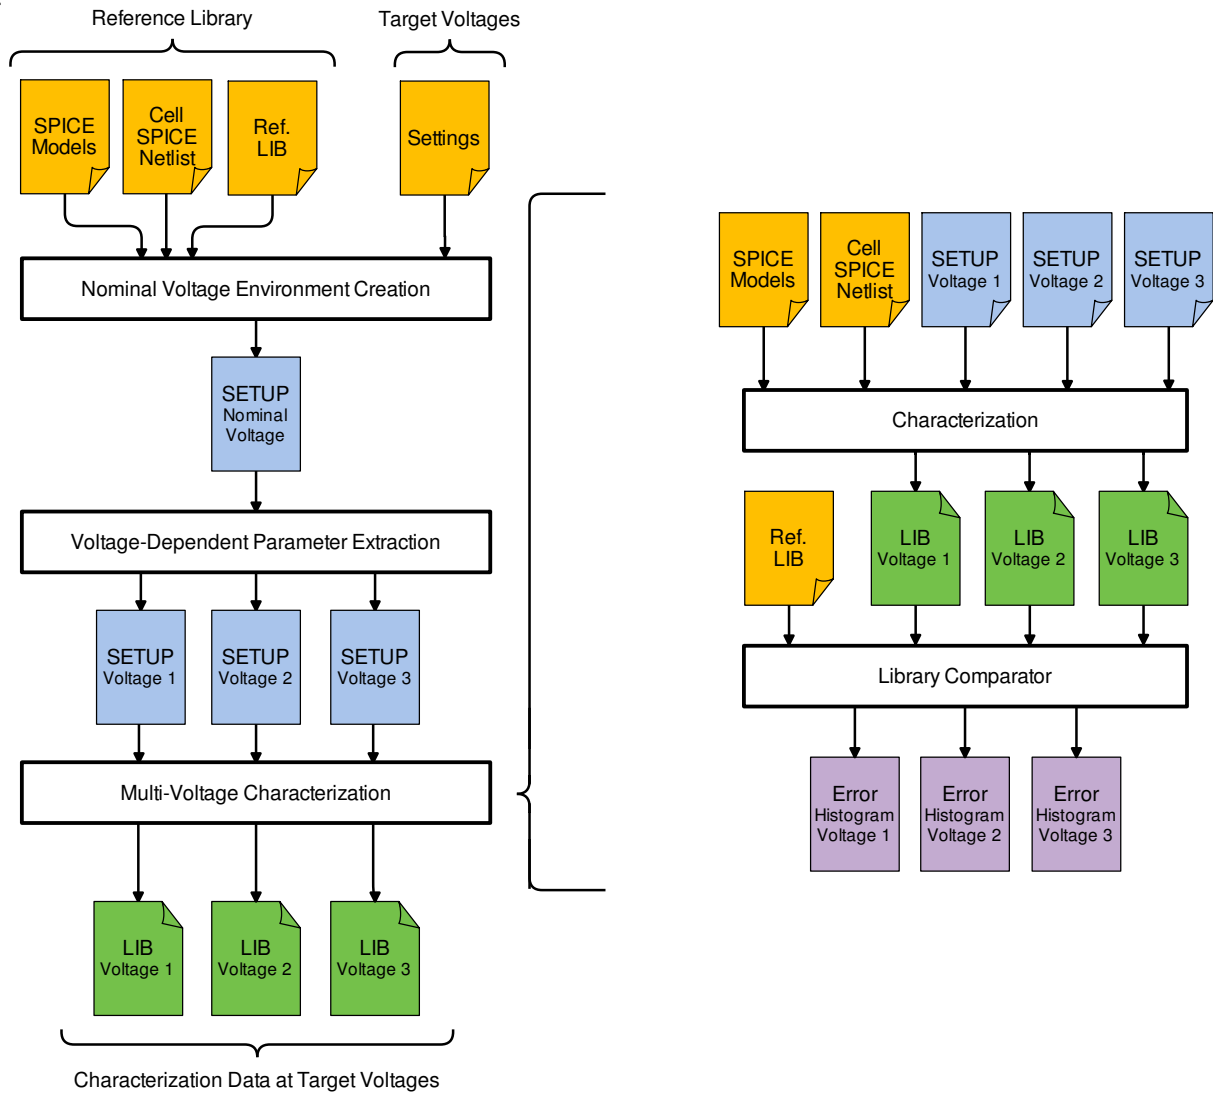 Reference Library
Target Voltages
SPICE
Models
Cell
SPICE
Netlist
Ref.
LIB
Settings
Nominal Voltage Environment Creation
SETUP
Nominal
Voltage
Voltage-Dependent Parameter Extraction
SETUP
Voltage 1
SETUP
Voltage 2
SETUP
Voltage 3
Multi-Voltage Characterization
LIB
Voltage 1
LIB
Voltage 2
LIB
Voltage 3
Characterization Data at Target Voltages
SPICE
Models
Cell
SPICE
Netlist
SETUP
Voltage 1
SETUP
Voltage 2
SETUP
Voltage 3
Characterization
Ref.
LIB
LIB
Voltage 1
LIB
Voltage 2
LIB
Voltage 3
Library Comparator
Error
Histogram
Voltage 1
Error
Histogram
Voltage 2
Error
Histogram
Voltage 3